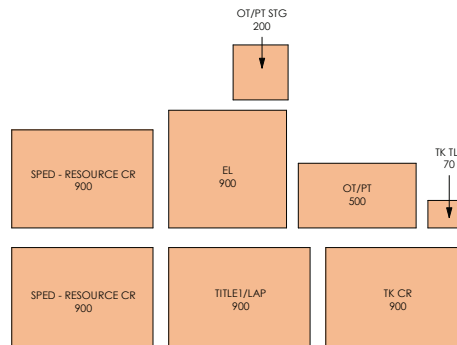 OT/PT STG
200
SPED - RESOURCE CR
900
EL
900
OT/PT
500
TK TL
70
SPED - RESOURCE CR
900
TITLE1/LAP
900
TK CR
900